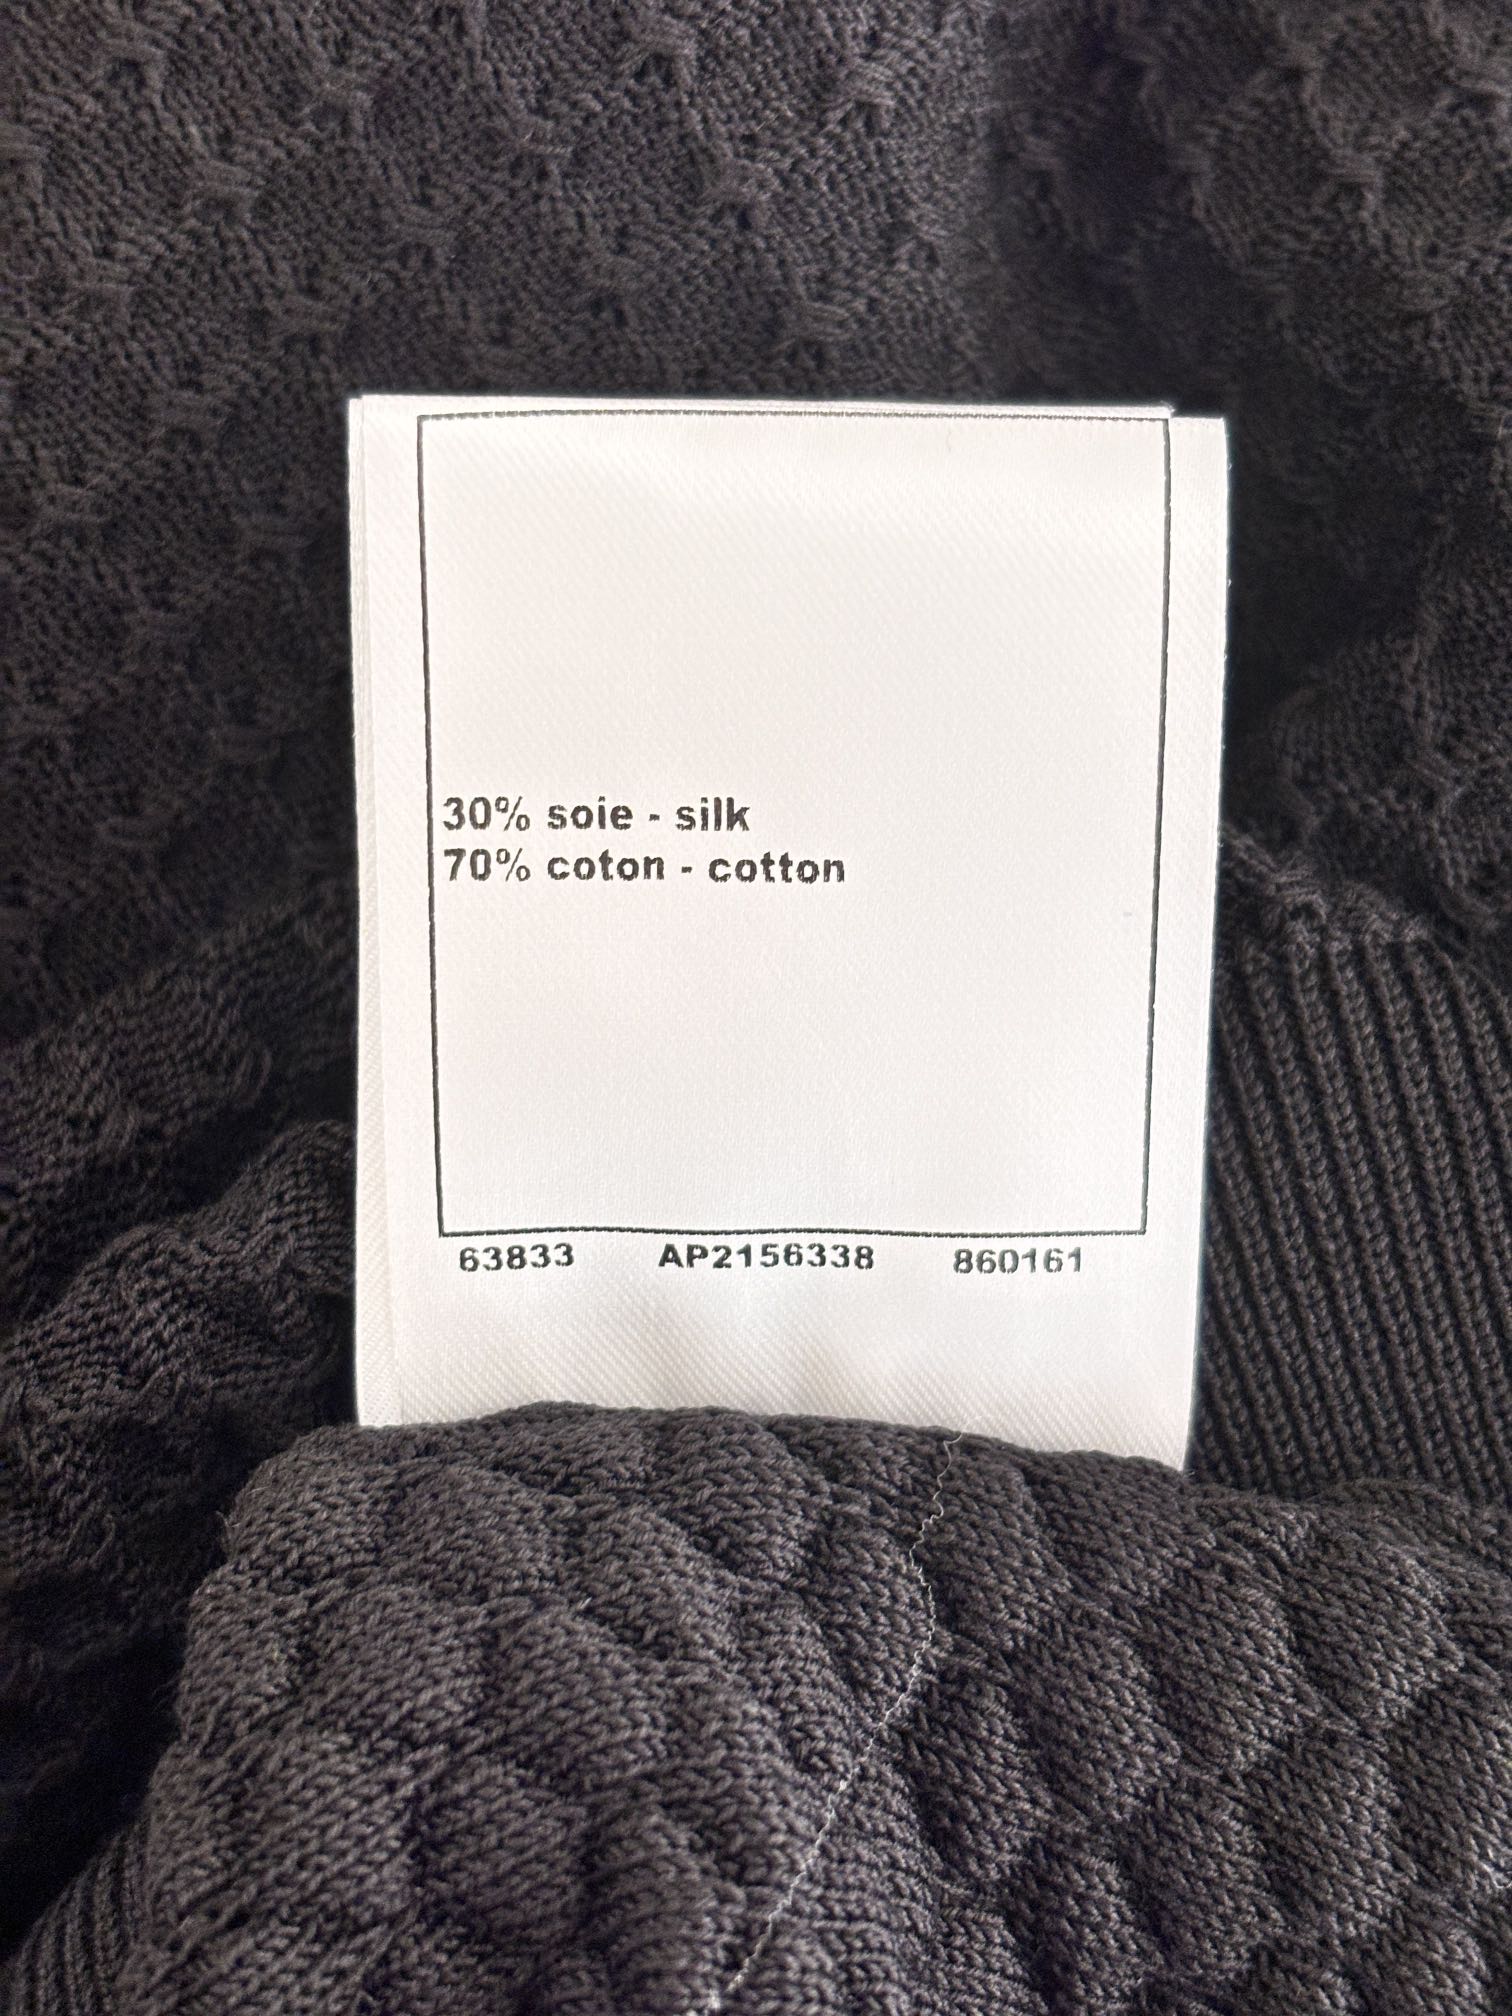 30% soie - silk
70% coton - cotton
63833 AP2156338 860161